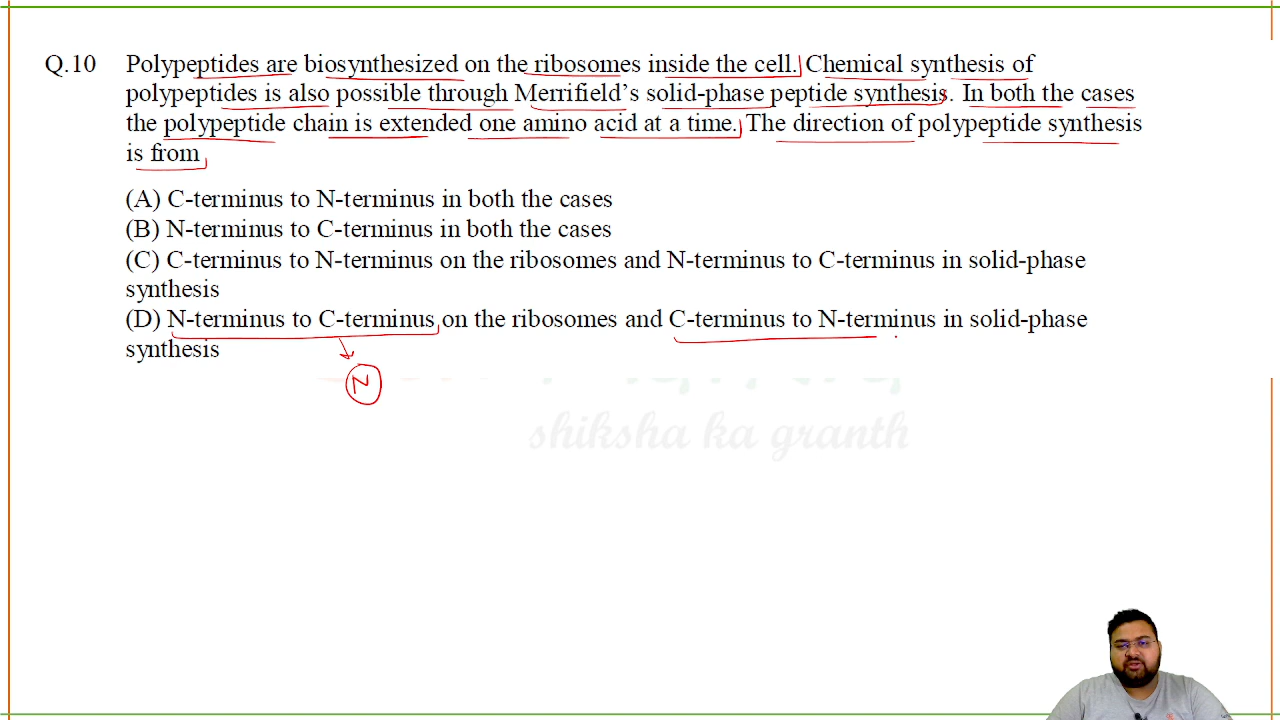 Q.10 Polypeptides are biosynthesized on the ribosomes inside the cell. Chemical synthesis of
polypeptides is also possible through Merrifield's solid-phase peptide synthesis. In both the cases
the polypeptide chain is extended one amino acid at a time. The direction of polypeptide synthesis
is from
(A) C-terminus to N-terminus in both the cases
(B) N-terminus to C-terminus in both the cases
(C) C-terminus to N-terminus on the ribosomes and N-terminus to C-terminus in solid-phase
synthesis
(D) N-terminus to C-terminus on the ribosomes and C-terminus to N-terminus in solid-phase
synthesis
N
shiksha ka granth